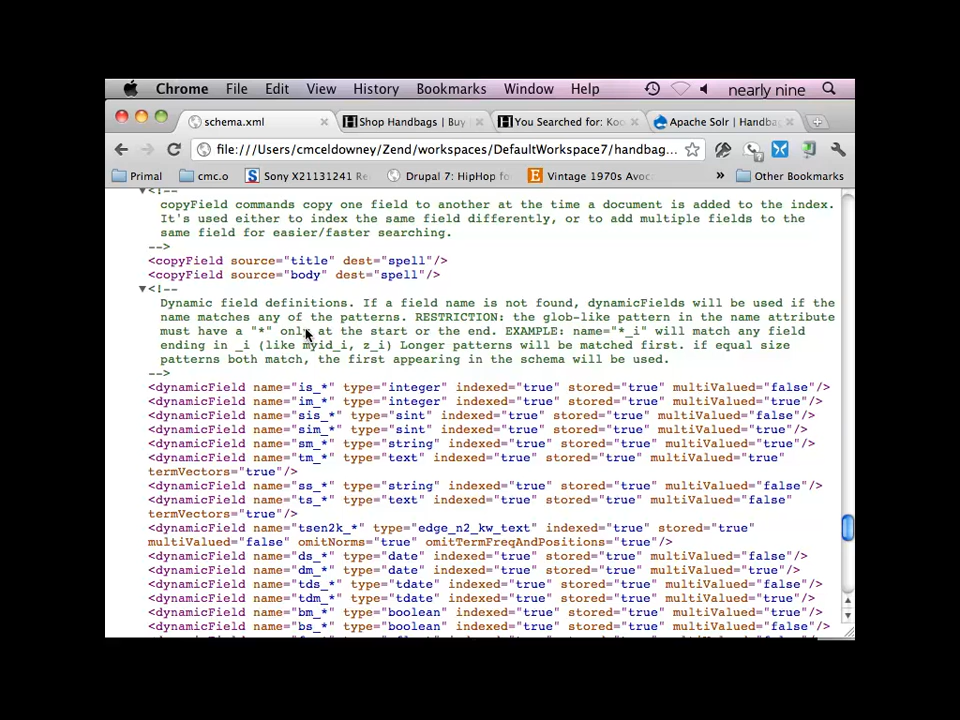 Chrome File Edit View History Bookmarks Window Help nearly nine
schema.xml Shop Handbags | Buy You Searched for: Koo Apache Solr | Handba
file:///Users/cmceldowney/Zend/workspaces/DefaultWorkspace7/handbag...
Primal cmc.o Sony X21131241 Re Drupal 7: HipHop fo Vintage 1970s Avoc » Other Bookmarks
<!--
copyField commands copy one field to another at the time a document is added to the index.
It's used either to index the same field differently, or to add multiple fields to the
same field for easier/faster searching.
-->
<copyField source="title" dest="spell"/>
<copyField source="body" dest="spell"/>
<!--
Dynamic field definitions. If a field name is not found, dynamicFields will be used if the
name matches any of the patterns. RESTRICTION: the glob-like pattern in the name attribute
must have a "*" only at the start or the end. EXAMPLE: name="*_i" will match any field
ending in _i (like myid_i, z_i) Longer patterns will be matched first. if equal size
patterns both match, the first appearing in the schema will be used.
-->
<dynamicField name="is_*" type="integer" indexed="true" stored="true" multiValued="false"/>
<dynamicField name="im_*" type="integer" indexed="true" stored="true" multiValued="true"/>
<dynamicField name="sis_*" type="sint" indexed="true" stored="true" multiValued="false"/>
<dynamicField name="sim_*" type="sint" indexed="true" stored="true" multiValued="true"/>
<dynamicField name="sm_*" type="string" indexed="true" stored="true" multiValued="true"/>
<dynamicField name="tm_*" type="text" indexed="true" stored="true" multiValued="true"
termVectors="true"/>
<dynamicField name="ss_*" type="string" indexed="true" stored="true" multiValued="false"/>
<dynamicField name="ts_*" type="text" indexed="true" stored="true" multiValued="false"
termVectors="true"/>
<dynamicField name="tsen2k_*" type="edge_n2_kw_text" indexed="true" stored="true"
multiValued="false" omitNorms="true" omitTermFreqAndPositions="true"/>
<dynamicField name="ds_*" type="date" indexed="true" stored="true" multiValued="false"/>
<dynamicField name="dm_*" type="date" indexed="true" stored="true" multiValued="true"/>
<dynamicField name="tds_*" type="tdate" indexed="true" stored="true" multiValued="false"/>
<dynamicField name="tdm_*" type="tdate" indexed="true" stored="true" multiValued="true"/>
<dynamicField name="bm_*" type="boolean" indexed="true" stored="true" multiValued="true"/>
<dynamicField name="bs_*" type="boolean" indexed="true" stored="true" multiValued="false"/>